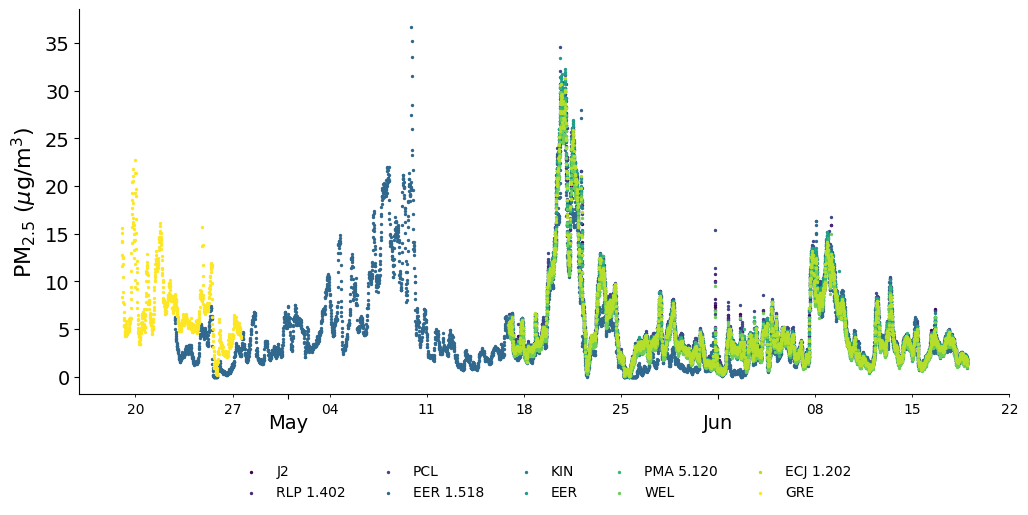 35
30
25
20
15
10
5
0
PM2.5 (μg/m³)
20 27 04 11 18 25 08 15 22
May Jun
J2 PCL KIN PMA 5.120 ECJ 1.202
RLP 1.402 EER 1.518 EER WEL GRE